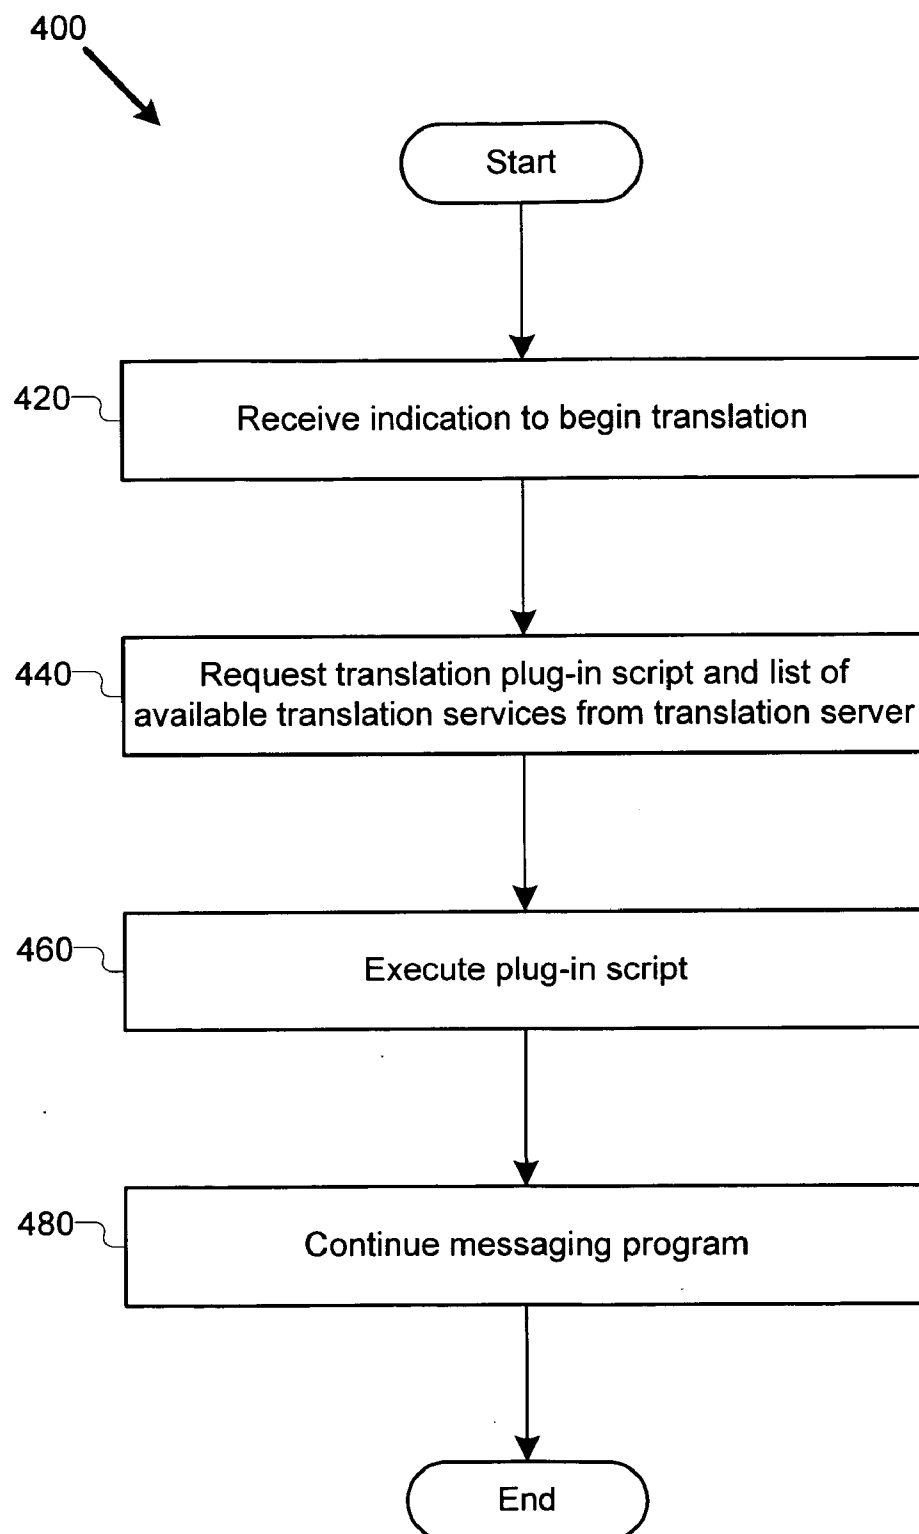 400
Start
420
Receive indication to begin translation
440
Request translation plug-in script and list of
available translation services from translation server
460
Execute plug-in script
480
Continue messaging program
End